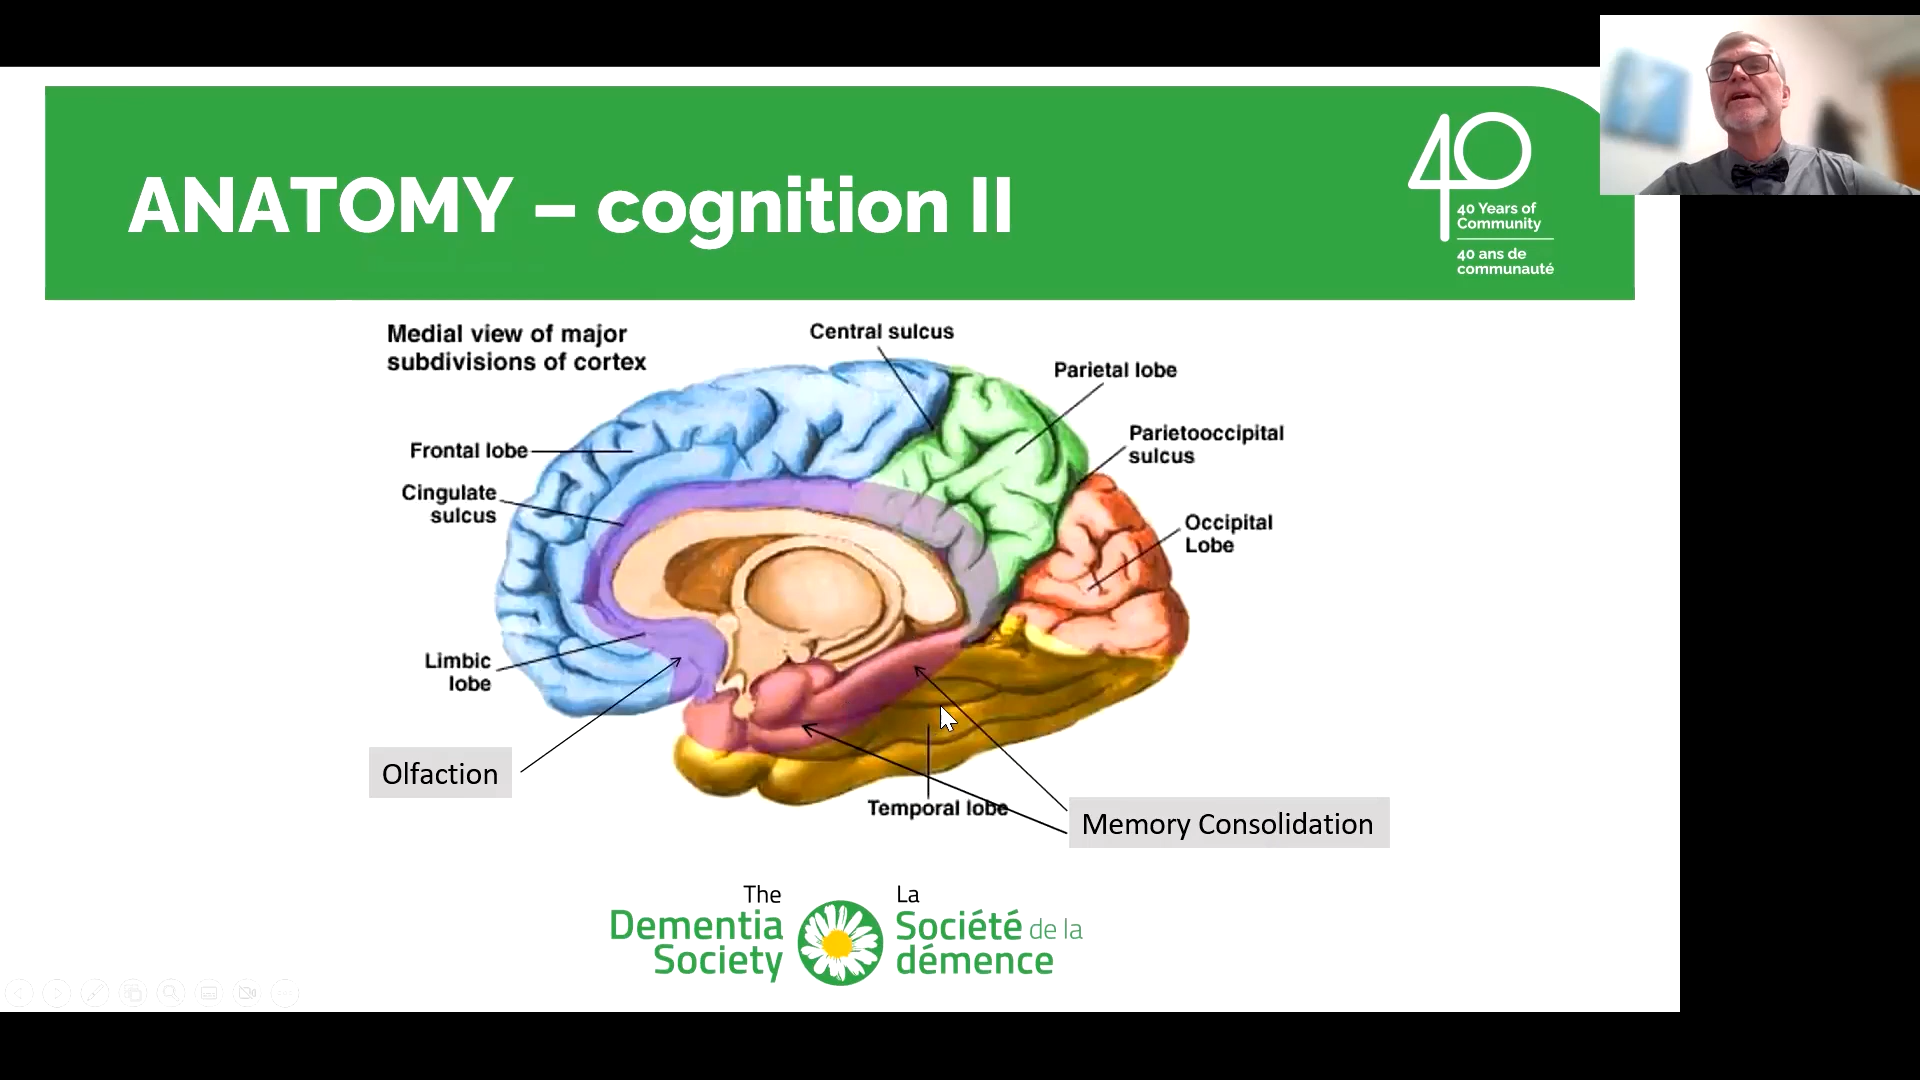 ANATOMY – cognition II
40
40 Years of
Community
40 ans de
communauté
Medial view of major
subdivisions of cortex
Central sulcus
Parietal lobe
Parietooccipital
sulcus
Frontal lobe
Cingulate
sulcus
Occipital
Lobe
Limbic
lobe
Olfaction
Temporal lobe
Memory Consolidation
The
Dementia
Society
La
Société de la
démence